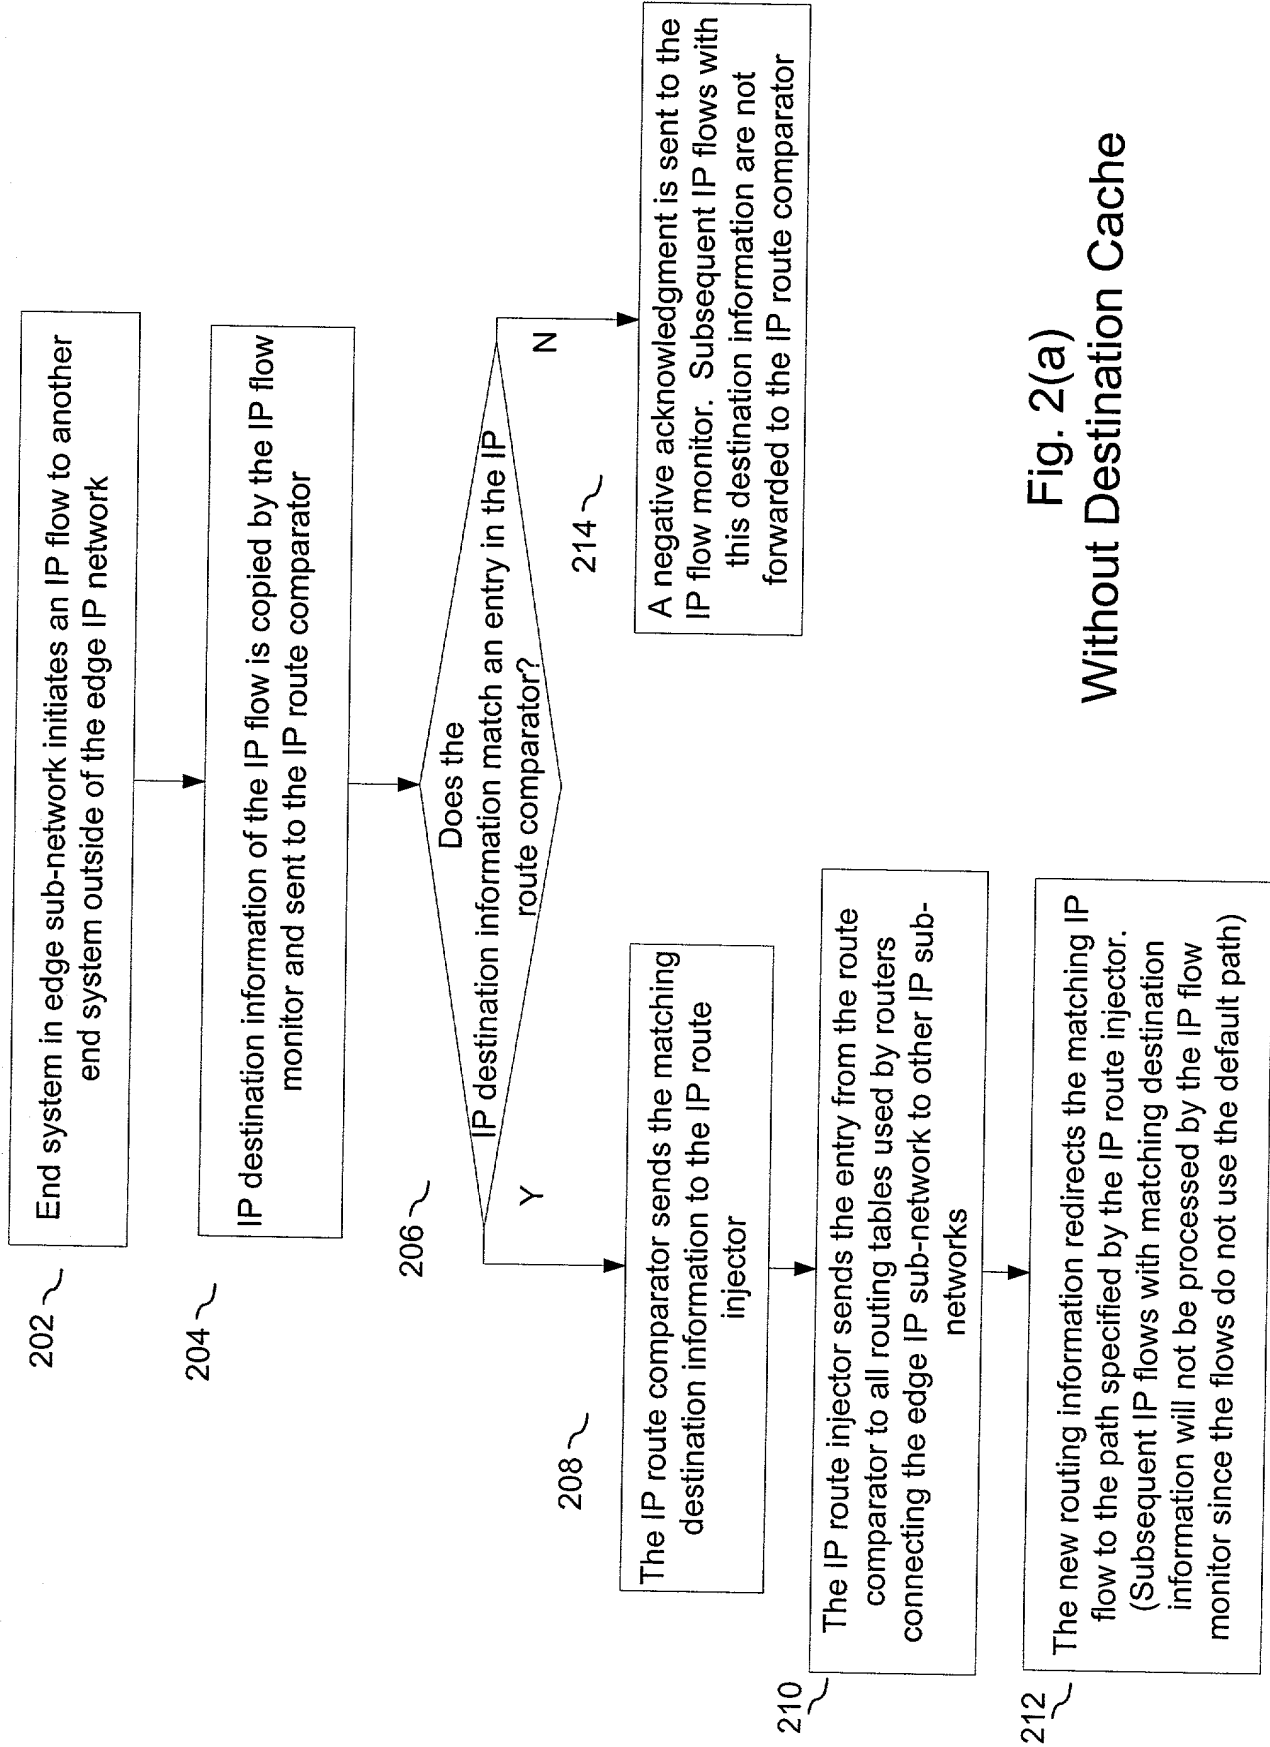 202
End system in edge sub-network initiates an IP flow to another
end system outside of the edge IP network
204
IP destination information of the IP flow is copied by the IP flow
monitor and sent to the IP route comparator
206
Does the
IP destination information match an entry in the IP
route comparator?
Y
N
208
The IP route comparator sends the matching
destination information to the IP route
injector
214
A negative acknowledgment is sent to the
IP flow monitor. Subsequent IP flows with
this destination information are not
forwarded to the IP route comparator
210
The IP route injector sends the entry from the route
comparator to all routing tables used by routers
connecting the edge IP sub-network to other IP sub-
networks
212
The new routing information redirects the matching IP
flow to the path specified by the IP route injector.
(Subsequent IP flows with matching destination
information will not be processed by the IP flow
monitor since the flows do not use the default path)
Fig. 2(a)
Without Destination Cache